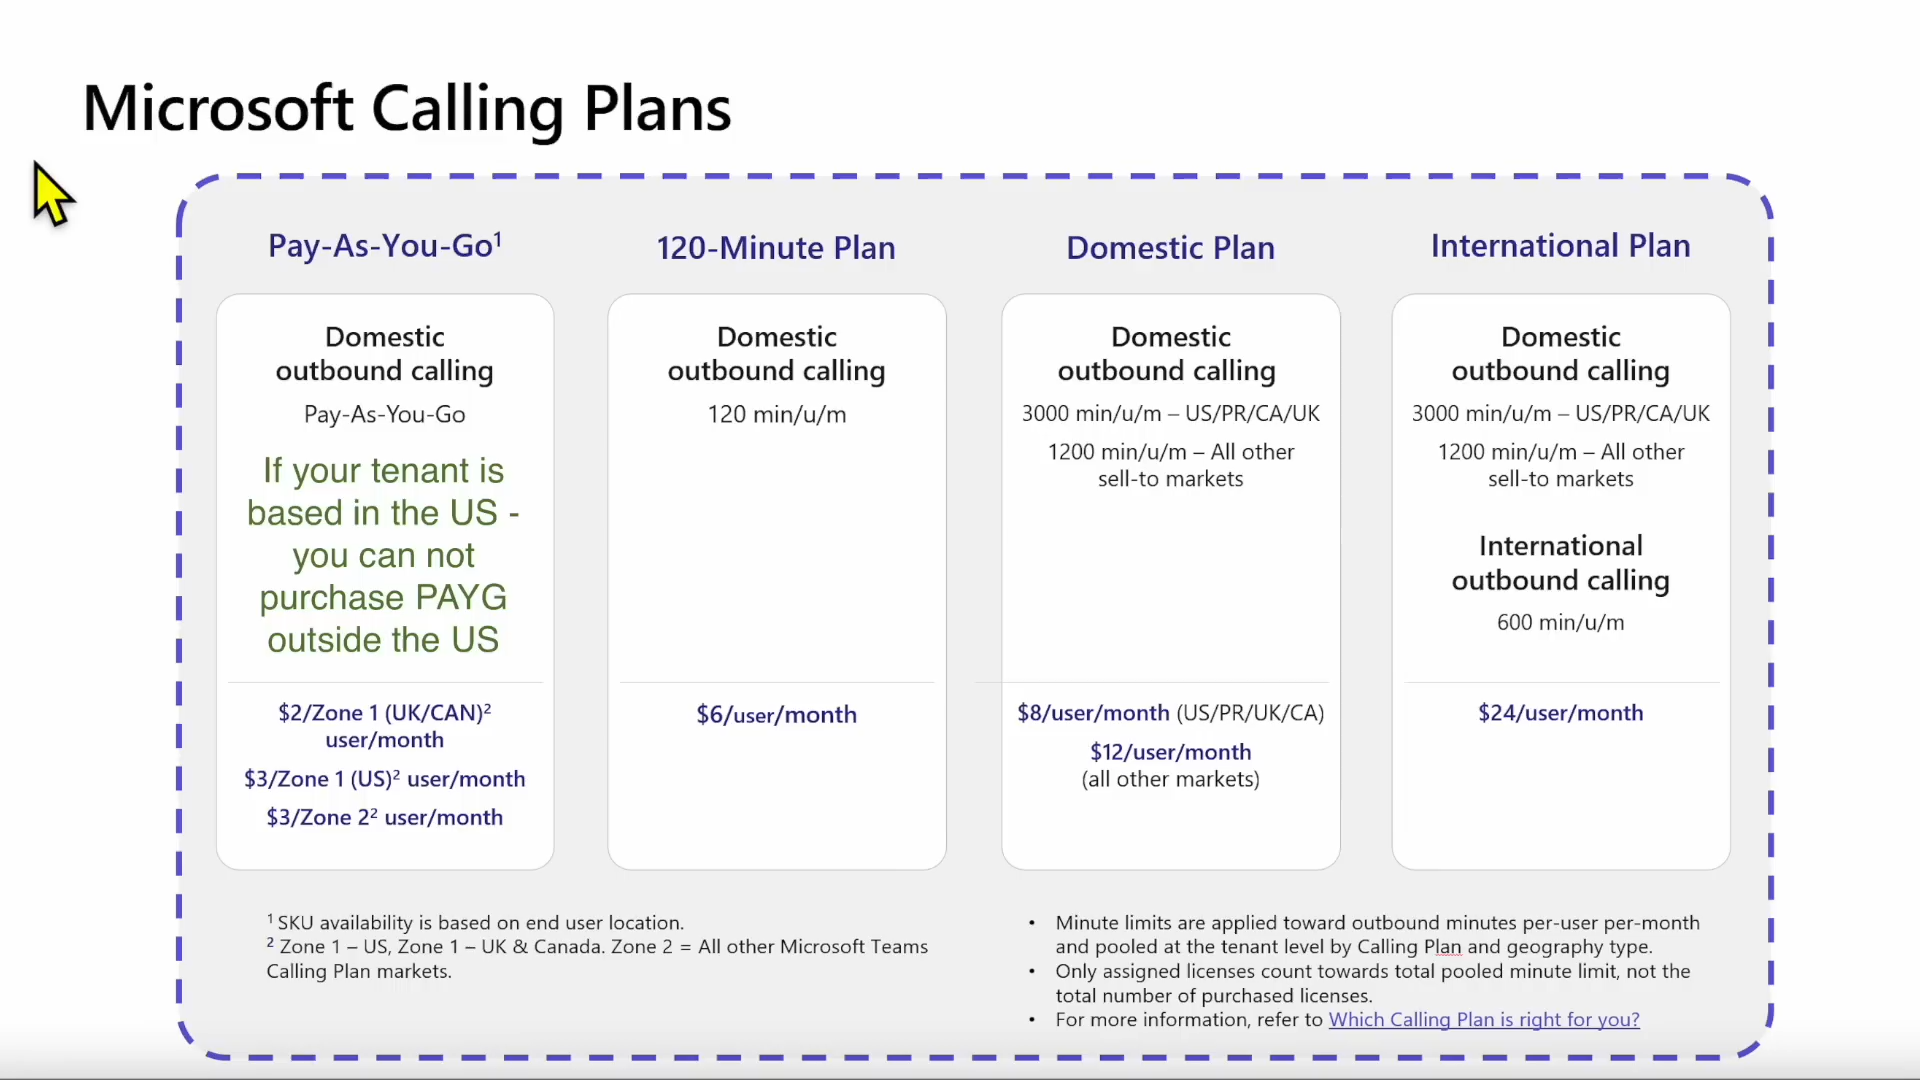 Microsoft Calling Plans
Pay-As-You-Go¹
Domestic
outbound calling
Pay-As-You-Go
If your tenant is
based in the US -
you can not
purchase PAYG
outside the US
$2/Zone 1 (UK/CAN)²
user/month
$3/Zone 1 (US)² user/month
$3/Zone 2² user/month
120-Minute Plan
Domestic
outbound calling
120 min/u/m
$6/user/month
Domestic Plan
Domestic
outbound calling
3000 min/u/m – US/PR/CA/UK
1200 min/u/m – All other
sell-to markets
$8/user/month (US/PR/UK/CA)
$12/user/month
(all other markets)
International Plan
Domestic
outbound calling
3000 min/u/m – US/PR/CA/UK
1200 min/u/m – All other
sell-to markets
International
outbound calling
600 min/u/m
$24/user/month
¹ SKU availability is based on end user location.
² Zone 1 – US, Zone 1 – UK & Canada. Zone 2 = All other Microsoft Teams
Calling Plan markets.
• Minute limits are applied toward outbound minutes per-user per-month
and pooled at the tenant level by Calling Plan and geography type.
• Only assigned licenses count towards total pooled minute limit, not the
total number of purchased licenses.
• For more information, refer to Which Calling Plan is right for you?